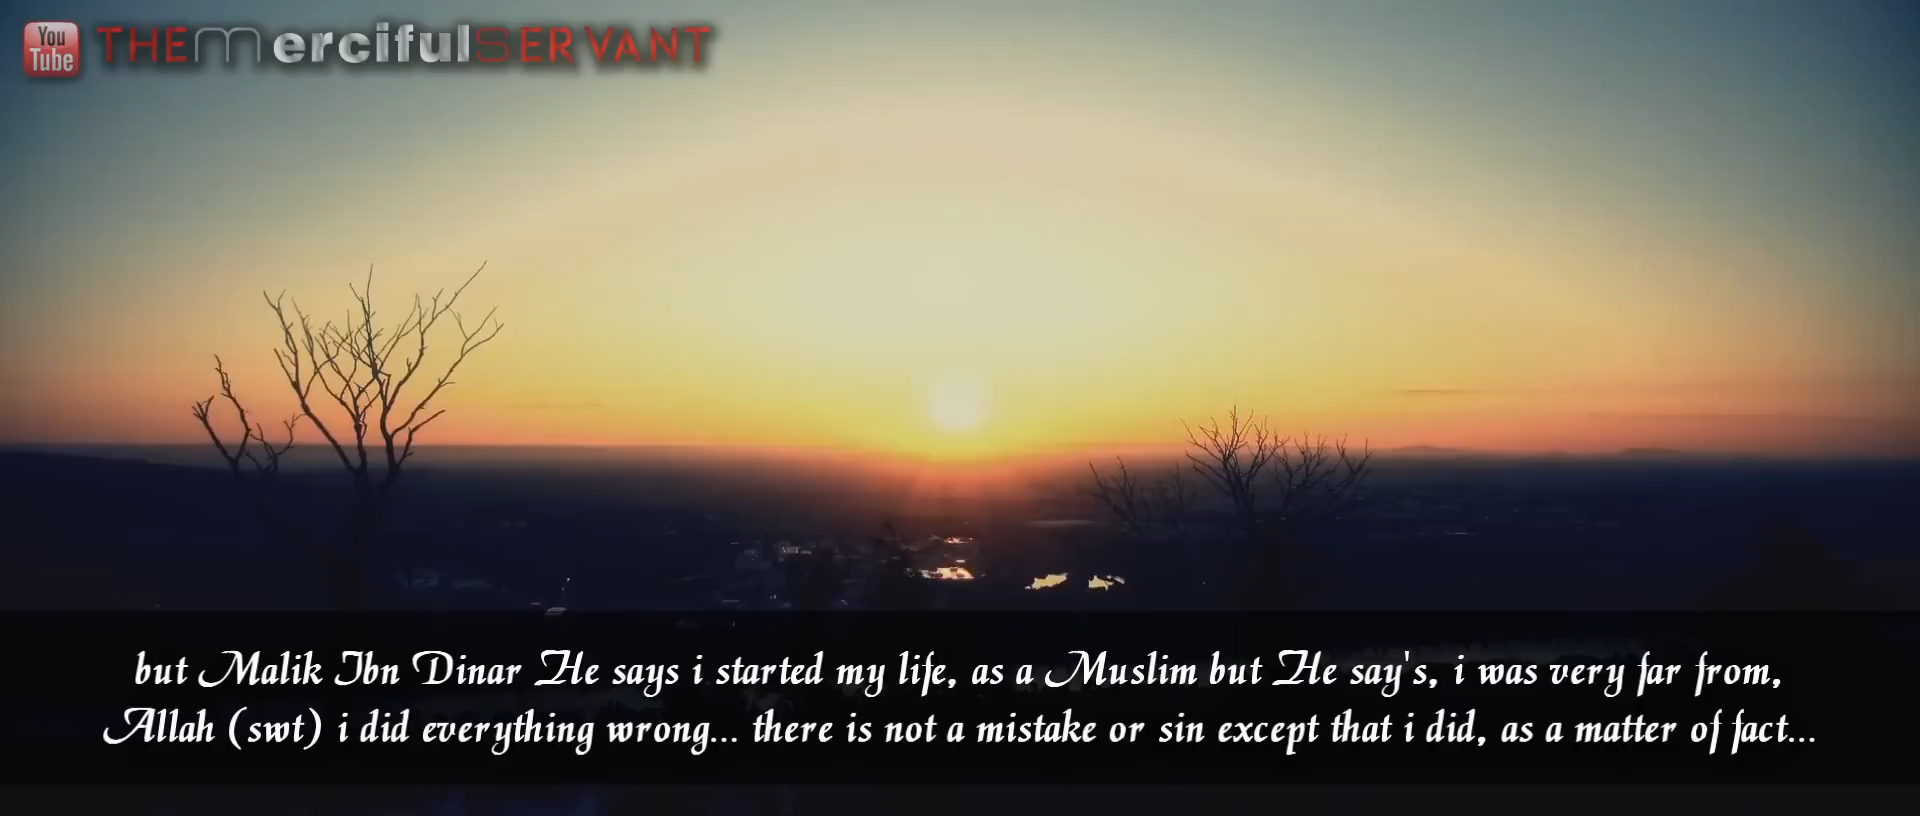 You
Tube
THEmercifulSERVANT
but Malik Ibn Dinar He says i started my life, as a Muslim but He say's, i was very far from,
Allah (swt) i did everything wrong... there is not a mistake or sin except that i did, as a matter of fact...